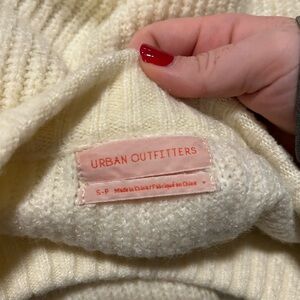 URBAN OUTFITTERS
S-P Made in China / Fabriqué en Chine